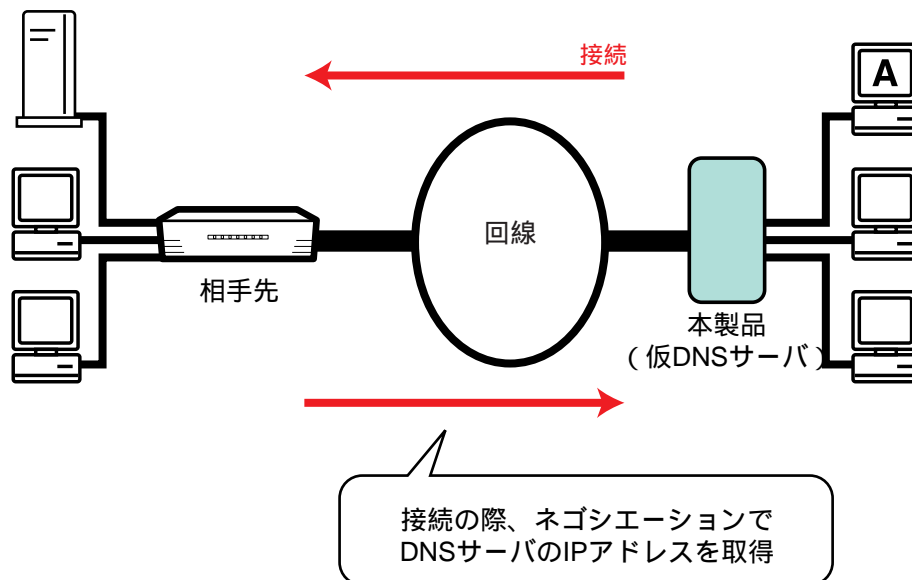 接続
A
回線
相手先
本製品
（仮DNSサーバ）
接続の際、ネゴシエーションで
DNSサーバのIPアドレスを取得